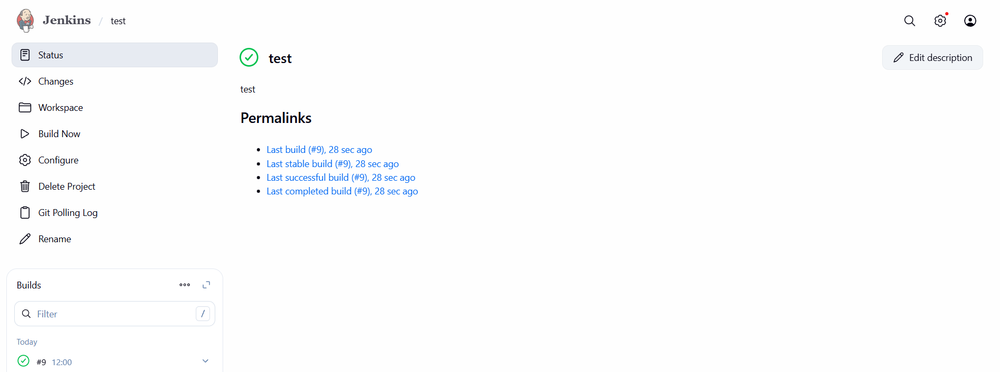 Jenkins / test
Status
Changes
Workspace
Build Now
Configure
Delete Project
Git Polling Log
Rename
Builds
Filter /
Today
#9 12:00
test
Edit description
test
Permalinks
Last build (#9), 28 sec ago
Last stable build (#9), 28 sec ago
Last successful build (#9), 28 sec ago
Last completed build (#9), 28 sec ago